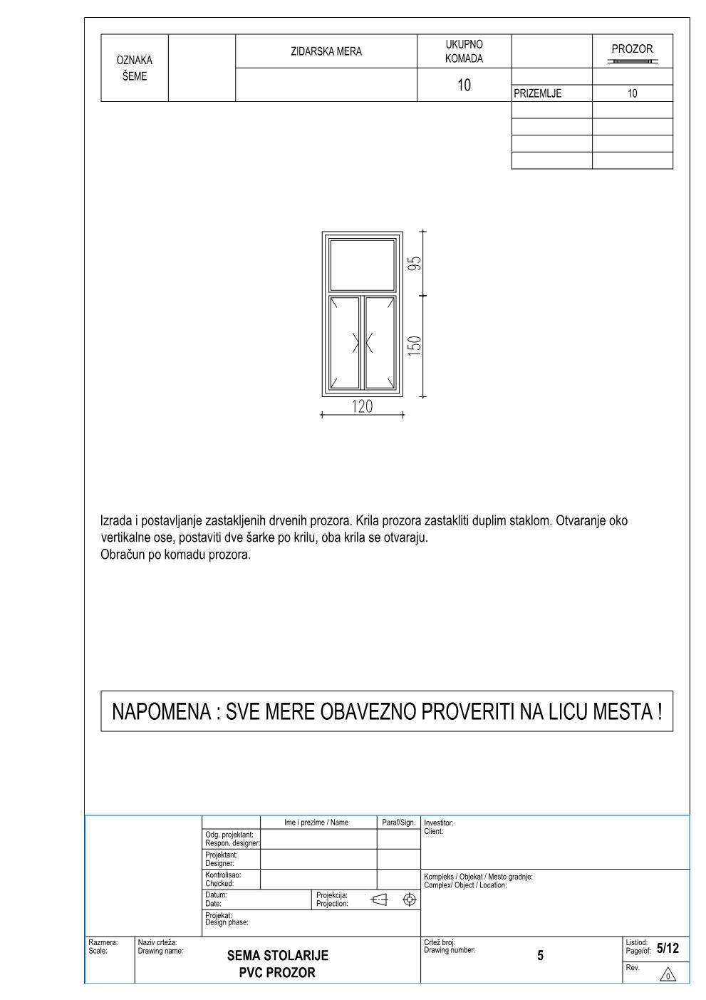 OZNAKA
ŠEME
ZIDARSKA MERA
UKUPNO
KOMADA
10
PROZOR
PRIZEMLJE
10
95
150
120
Izrada i postavljanje zastakljenih drvenih prozora. Krila prozora zastakliti duplim staklom. Otvaranje oko
vertikalne ose, postaviti dve šarke po krilu, oba krila se otvaraju.
Obračun po komadu prozora.
NAPOMENA : SVE MERE OBAVEZNO PROVERITI NA LICU MESTA !
Ime i prezime / Name
Paraf/Sign.
Odg. projektant:
Respon. designer:
Projektant:
Designer:
Kontrolisao:
Checked:
Datum:
Date:
Projekcija:
Projection:
Projekat:
Design phase:
Investitor:
Client:
Kompleks / Objekat / Mesto gradnje:
Complex/ Object / Location:
Razmera:
Scale:
Naziv crteža:
Drawing name:
SEMA STOLARIJE
PVC PROZOR
Crtež broj:
Drawing number:
5
List/od:
Page/of:
5/12
Rev.
0